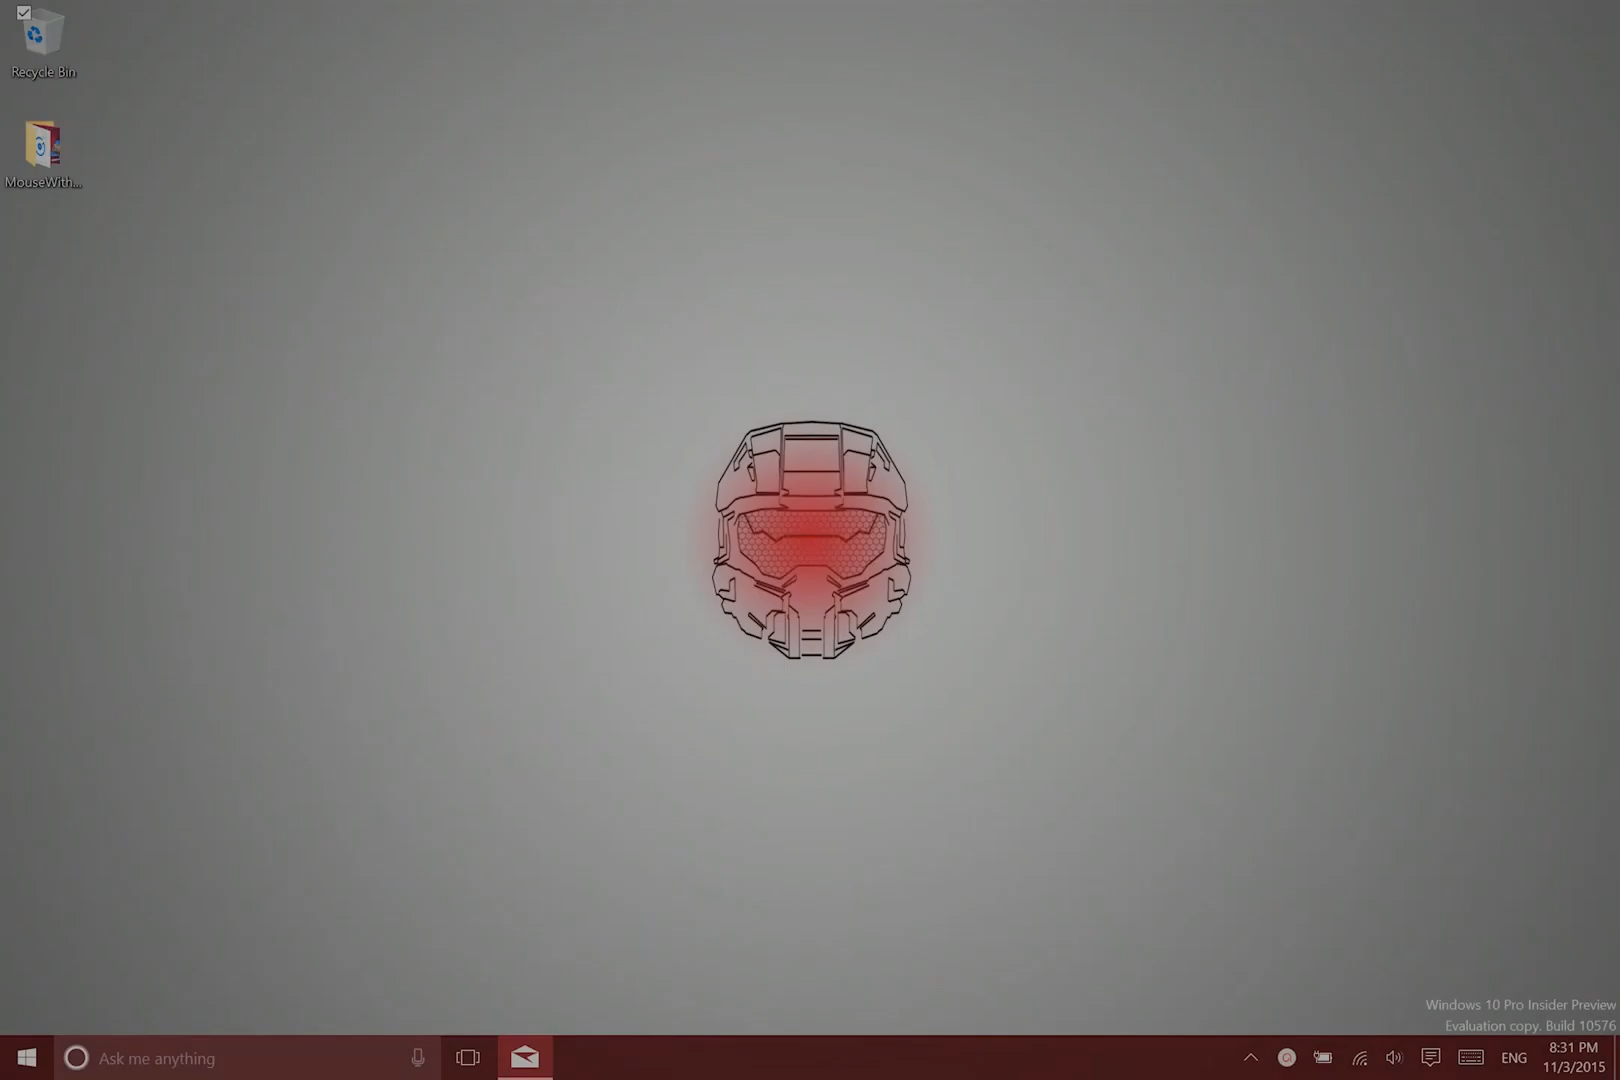 Recycle Bin
MouseWith...
Windows 10 Pro Insider Preview
Evaluation copy. Build 10576
Ask me anything
ENG
8:31 PM
11/3/2015